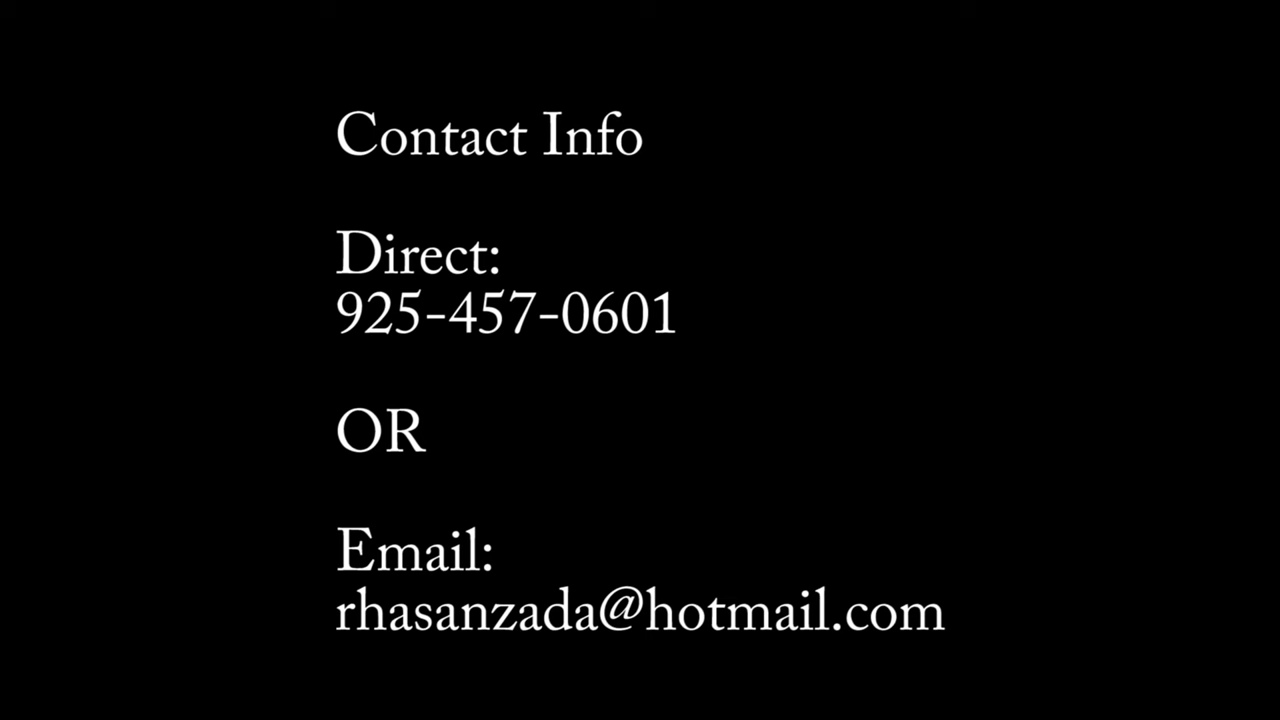 Contact Info
Direct:
925-457-0601
OR
Email:
rhasanzada@hotmail.com